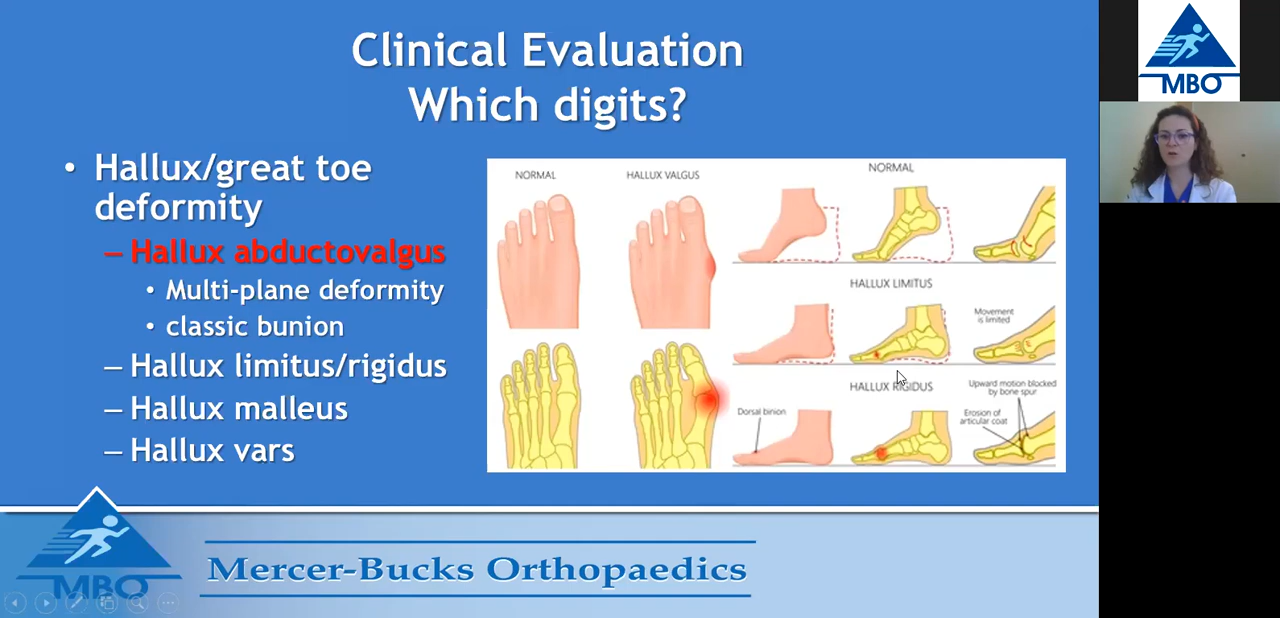 Clinical Evaluation
Which digits?
• Hallux/great toe
deformity
– Hallux abductovalgus
• Multi-plane deformity
• classic bunion
– Hallux limitus/rigidus
– Hallux malleus
– Hallux vars
NORMAL
HALLUX VALGUS
NORMAL
HALLUX LIMITUS
Movement
is limited
HALLUX RIGIDUS
Dorsal binion
Upward motion blocked
by bone spur
Erosion of
articular coat
MBO
Mercer-Bucks Orthopaedics
MBO